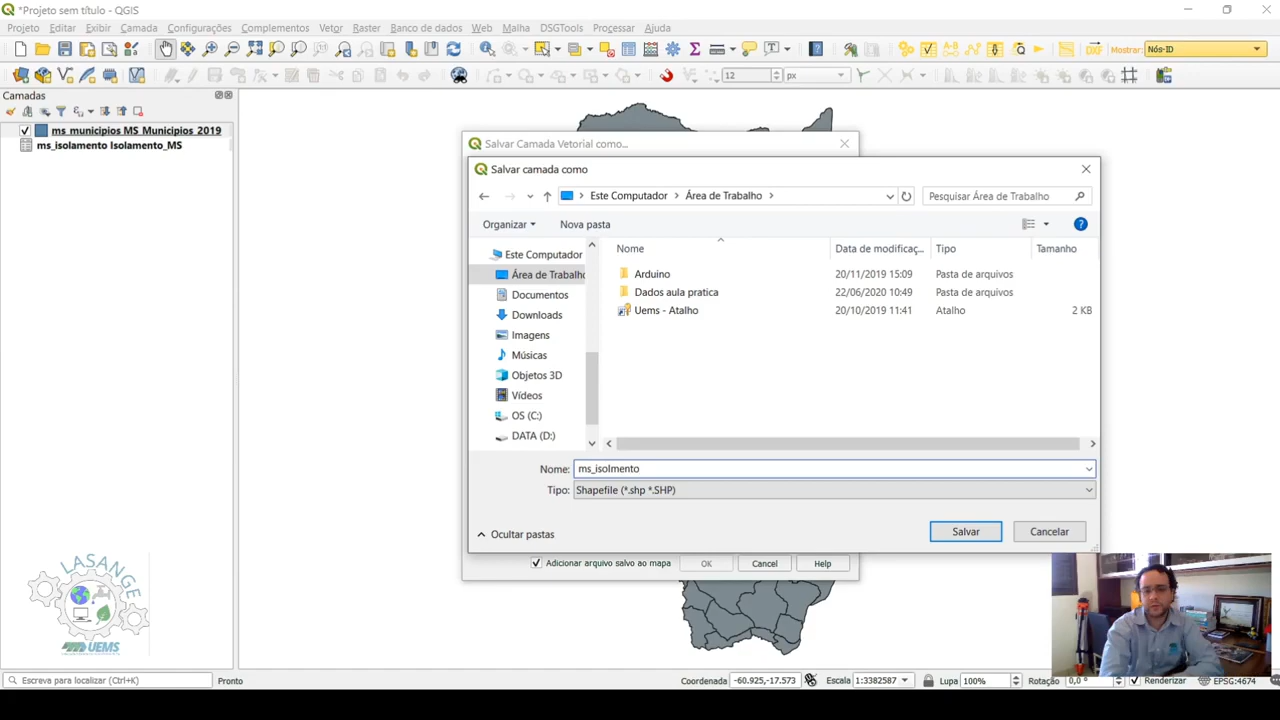 *Projeto sem título - QGIS
Projeto Editar Exibir Camada Configurações Complementos Vetor Raster Banco de dados Web Malha DSGTools Processar Ajuda
Mostrar: Nós-ID
12 px
Camadas
ms_municipios MS_Municipios_2019
ms_isolamento Isolamento_MS
Salvar Camada Vetorial como...
Salvar camada como
Este Computador Área de Trabalho
Pesquisar Área de Trabalho
Organizar Nova pasta
Nome Data de modificaç... Tipo Tamanho
Este Computador
Área de Trabalho
Documentos
Downloads
Imagens
Músicas
Objetos 3D
Vídeos
OS (C:)
DATA (D:)
Arduino 20/11/2019 15:09 Pasta de arquivos
Dados aula pratica 22/06/2020 10:49 Pasta de arquivos
Uems - Atalho 20/10/2019 11:41 Atalho 2 KB
Nome: ms_isolmento
Tipo: Shapefile (*.shp *.SHP)
Ocultar pastas
Salvar Cancelar
Adicionar arquivo salvo ao mapa OK Cancel Help
LASANGE
UEMS
Escreva para localizar (Ctrl+K) Pronto Coordenada -60.925,-17.573 Escala 1:3382587 Lupa 100% Rotação 0,0 ° Renderizar EPSG:4674